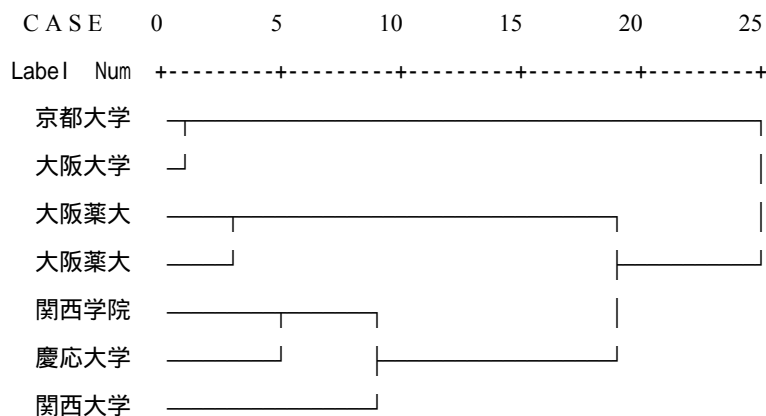 C A S E 0 5 10 15 20 25
Label Num +---------+---------+---------+---------+---------+
京都大学
大阪大学
大阪薬大
大阪薬大
関西学院
慶応大学
関西大学